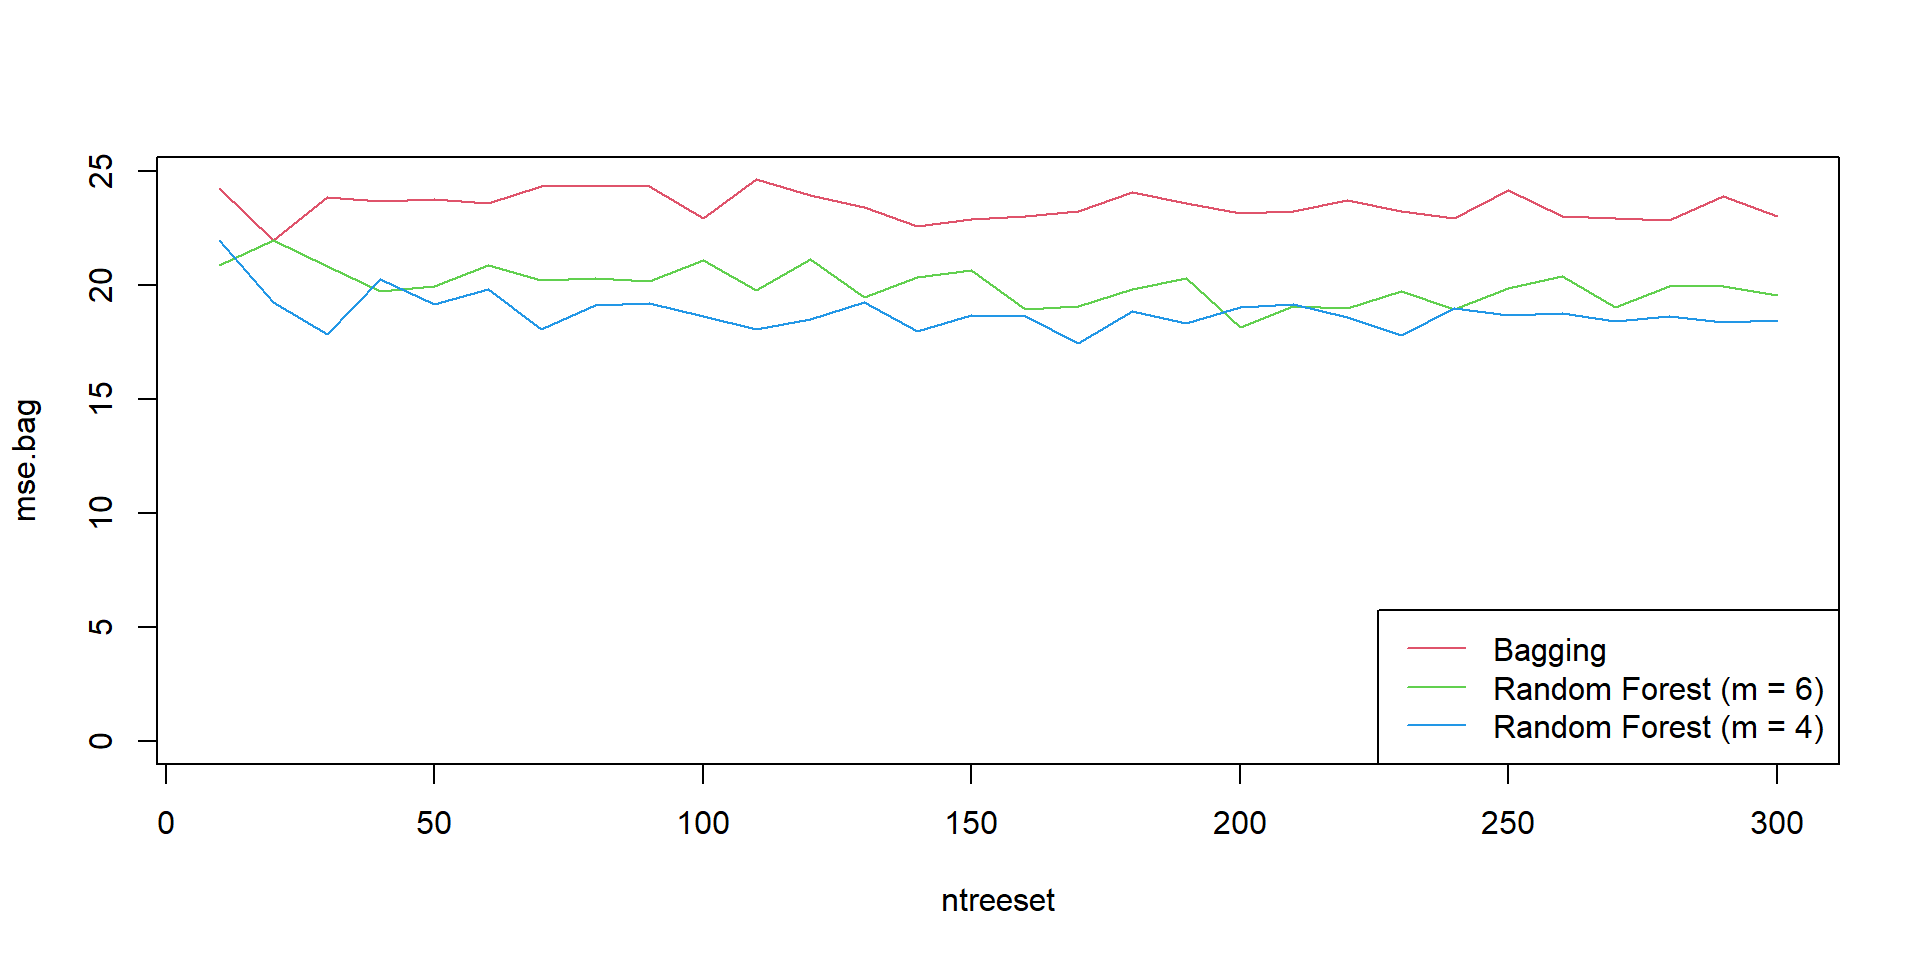 mse.bag
25
20
15
10
5
0
Bagging
Random Forest (m = 6)
Random Forest (m = 4)
0 50 100 150 200 250 300
ntreeset